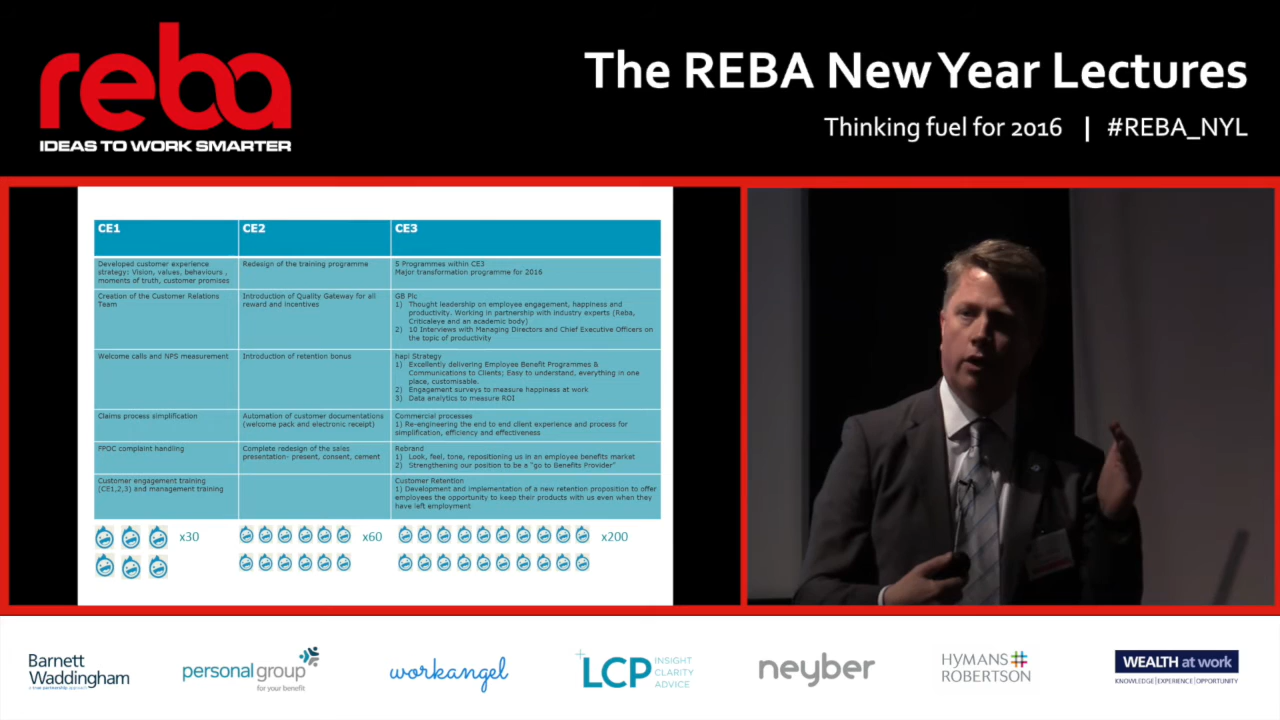 reba
IDEAS TO WORK SMARTER
The REBA New Year Lectures
Thinking fuel for 2016 | #REBA_NYL
CE1
CE2
CE3
Developed customer experience
strategy: Vision, values, behaviours ,
moments of truth, customer promises
Redesign of the training programme
5 Programmes within CE3
Major transformation programme for 2016
Creation of the Customer Relations
Team
Introduction of Quality Gateway for all
reward and incentives
GB Plc
1) Thought leadership on employee engagement, happiness and
productivity. Working in partnership with industry experts (Reba,
Criticaleye and an academic body)
2) 10 Interviews with Managing Directors and Chief Executive Officers on
the topic of productivity
Welcome calls and NPS measurement
Introduction of retention bonus
hapi Strategy
1) Excellently delivering Employee Benefit Programmes &
Communications to Clients; Easy to understand, everything in one
place, customisable.
2) Engagement surveys to measure happiness at work
3) Data analytics to measure ROI
Claims process simplification
Automation of customer documentations
(welcome pack and electronic receipt)
Commercial processes
1) Re-engineering the end to end client experience and process for
simplification, efficiency and effectiveness
FPOC complaint handling
Complete redesign of the sales
presentation- present, consent, cement
Rebrand
1) Look, feel, tone, repositioning us in an employee benefits market
2) Strengthening our position to be a "go to Benefits Provider"
Customer engagement training
(CE1,2,3) and management training
Customer Retention
1) Development and implementation of a new retention proposition to offer
employees the opportunity to keep their products with us even when they
have left employment
x30
x60
x200
Barnett
Waddingham
personal group
for your benefit
workangel
LCP INSIGHT
CLARITY
ADVICE
neyber
HYMANS
ROBERTSON
WEALTH at work
KNOWLEDGE | EXPERIENCE | OPPORTUNITY